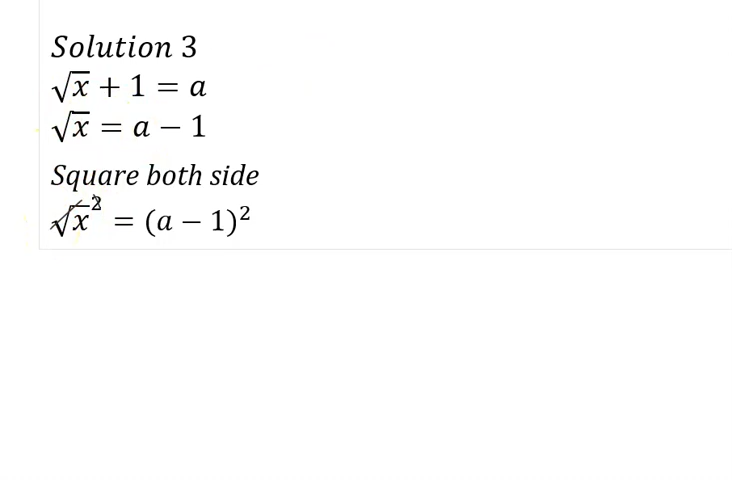 Solution 3
√x + 1 = a
√x = a − 1
Square both side
√x² = (a − 1)²